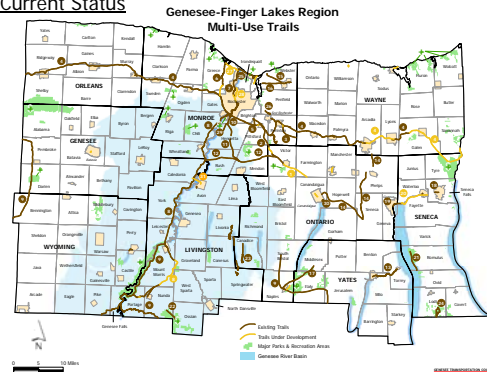 Current Status
Genesee-Finger Lakes Region
Multi-Use Trails
Yates
Carlton
Kendall
Hamlin
Ridgeway
Gaines
Murray
Clarkson
Parma
Greece
Irondequoit
Webster
Ontario
Williamson
Sodus
Huron
Wolcott
Albion
ORLEANS
WAYNE
Shelby
Barre
Clarendon
Sweden
Ogden
Gates
Rochester
Penfield
Walworth
Marion
Rose
Butler
MONROE
Brighton
Macedon
Palmyra
Arcadia
Lyons
Galen
Savannah
Alabama
Oakfield
Elba
Byron
Bergen
Riga
Chili
GENESEE
Pembroke
Batavia
Stafford
LeRoy
Wheatland
Rush
Mendon
Victor
Farmington
Manchester
Phelps
Junius
Tyre
Waterloo
Seneca
Falls
Darien
Alexander
Bethany
Pavilion
Caledonia
Avon
Lima
West
Bloomfield
East
Bloomfield
Canandaigua
Hopewell
Seneca
Geneva
Fayette
Bennington
Attica
Middlebury
Covington
York
Geneseo
Livonia
Richmond
Bristol
ONTARIO
Gorham
SENECA
Varick
Sheldon
Orangeville
Warsaw
Perry
Leicester
Conesus
Canadice
South
Bristol
WYOMING
LIVINGSTON
Groveland
Middlesex
Potter
Benton
Romulus
Java
Wethersfield
Gainesville
Castile
Mount
Morris
Sparta
Springwater
Naples
Italy
YATES
Jerusalem
Torrey
Milo
Ovid
Lodi
Covert
Arcade
Eagle
Pike
Portage
Nunda
West
Sparta
Ossian
North Dansville
Genesee Falls
Barrington
Starkey
Existing Trails
Trails Under Development
Major Parks & Recreation Areas
Genesee River Basin
N
0 5 10 Miles